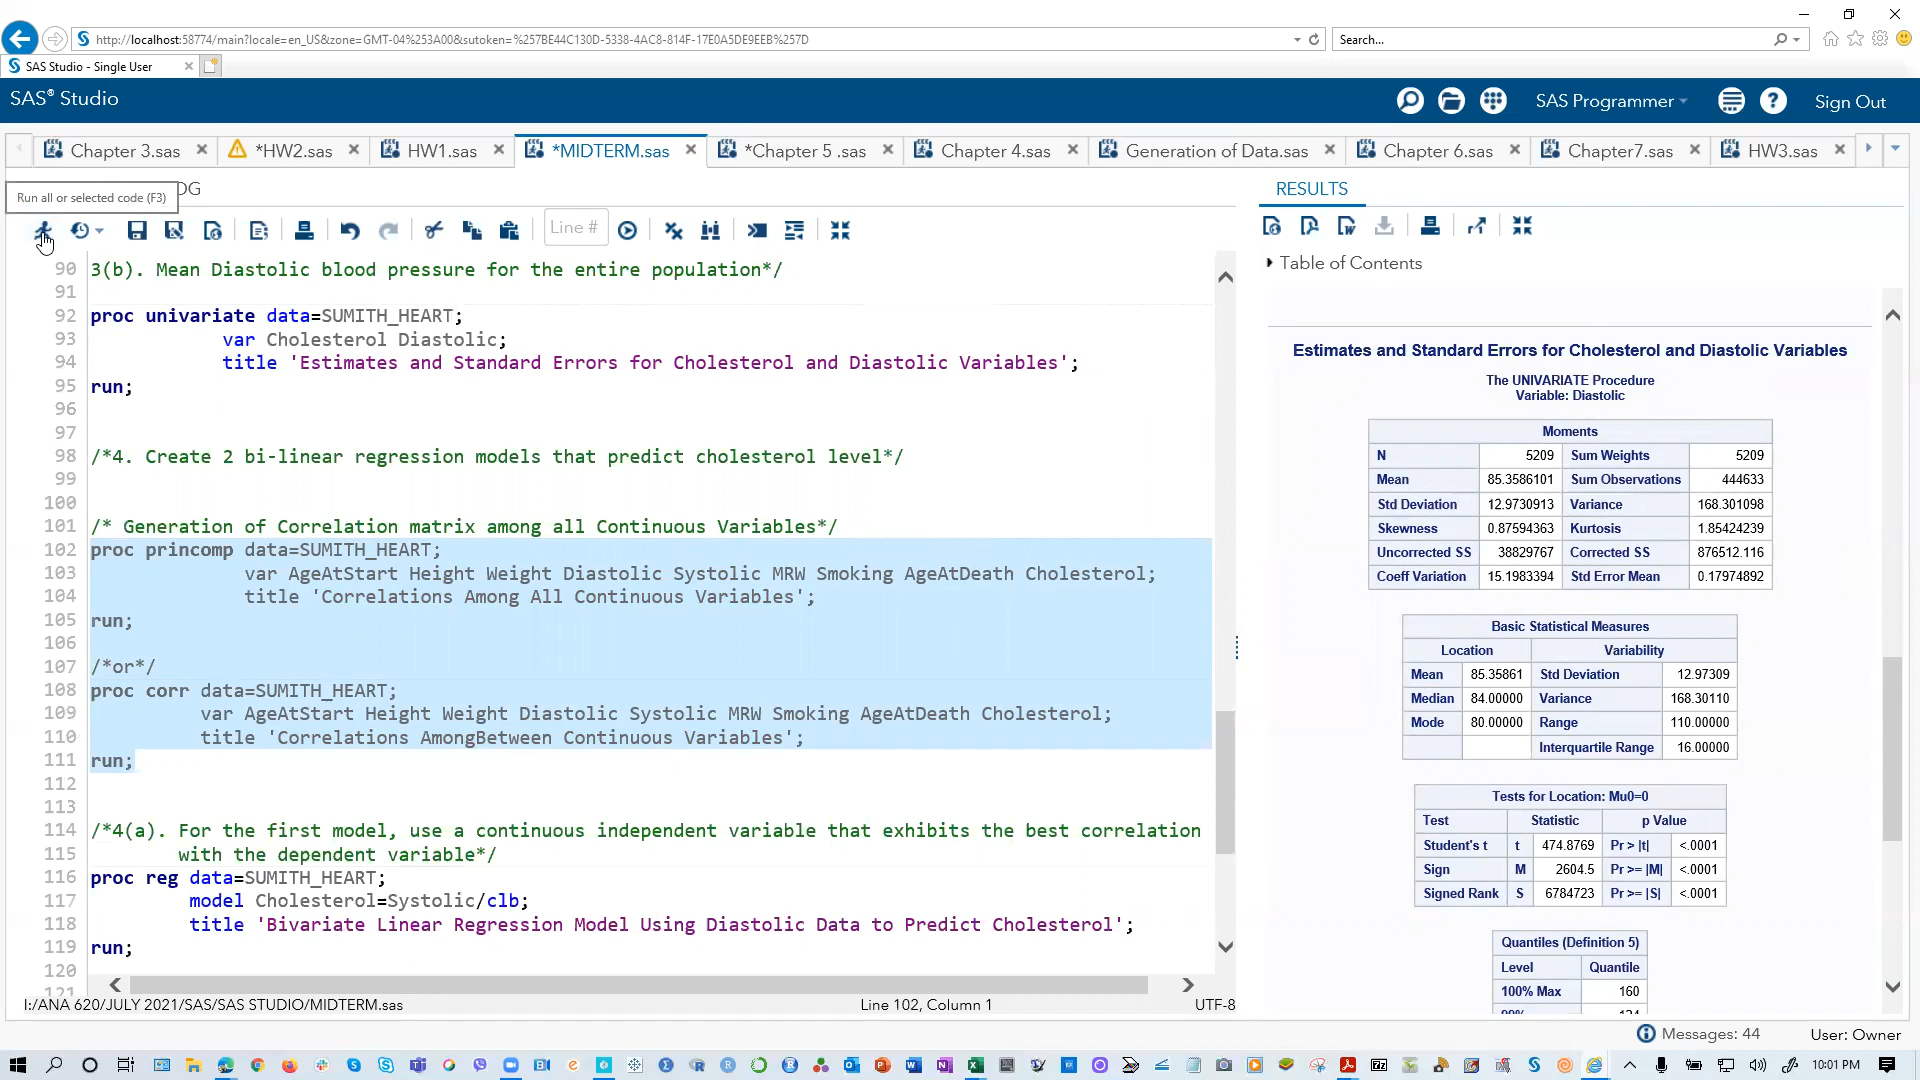 http://localhost:58774/main?locale=en_US&zone=GMT-04%253A00&sutoken=%257BE44C130D-5338-4AC8-814F-17E0A5DE9EEB%257D
Search...
SAS Studio - Single User
SAS® Studio
SAS Programmer
Sign Out
Chapter 3.sas
*HW2.sas
HW1.sas
*MIDTERM.sas
*Chapter 5 .sas
Chapter 4.sas
Generation of Data.sas
Chapter 6.sas
Chapter7.sas
HW3.sas
Run all or selected code (F3)
OG
Line #
90 3(b). Mean Diastolic blood pressure for the entire population*/
91
92 proc univariate data=SUMITH_HEART;
93 var Cholesterol Diastolic;
94 title 'Estimates and Standard Errors for Cholesterol and Diastolic Variables';
95 run;
96
97
98 /*4. Create 2 bi-linear regression models that predict cholesterol level*/
99
100
101 /* Generation of Correlation matrix among all Continuous Variables*/
102 proc princomp data=SUMITH_HEART;
103 var AgeAtStart Height Weight Diastolic Systolic MRW Smoking AgeAtDeath Cholesterol;
104 title 'Correlations Among All Continuous Variables';
105 run;
106
107 /*or*/
108 proc corr data=SUMITH_HEART;
109 var AgeAtStart Height Weight Diastolic Systolic MRW Smoking AgeAtDeath Cholesterol;
110 title 'Correlations AmongBetween Continuous Variables';
111 run;
112
113
114 /*4(a). For the first model, use a continuous independent variable that exhibits the best correlation
115 with the dependent variable*/
116 proc reg data=SUMITH_HEART;
117 model Cholesterol=Systolic/clb;
118 title 'Bivariate Linear Regression Model Using Diastolic Data to Predict Cholesterol';
119 run;
120
121
I:/ANA 620/JULY 2021/SAS/SAS STUDIO/MIDTERM.sas
Line 102, Column 1
UTF-8
RESULTS
Table of Contents
Estimates and Standard Errors for Cholesterol and Diastolic Variables
The UNIVARIATE Procedure
Variable: Diastolic
Moments
N 5209 Sum Weights 5209
Mean 85.3586101 Sum Observations 444633
Std Deviation 12.9730913 Variance 168.301098
Skewness 0.87594363 Kurtosis 1.85424239
Uncorrected SS 38829767 Corrected SS 876512.116
Coeff Variation 15.1983394 Std Error Mean 0.17974892
Basic Statistical Measures
Location Variability
Mean 85.35861 Std Deviation 12.97309
Median 84.00000 Variance 168.30110
Mode 80.00000 Range 110.00000
Interquartile Range 16.00000
Tests for Location: Mu0=0
Test Statistic p Value
Student's t t 474.8769 Pr > |t| <.0001
Sign M 2604.5 Pr >= |M| <.0001
Signed Rank S 6784723 Pr >= |S| <.0001
Quantiles (Definition 5)
Level Quantile
100% Max 160
Messages: 44
User: Owner
10:01 PM